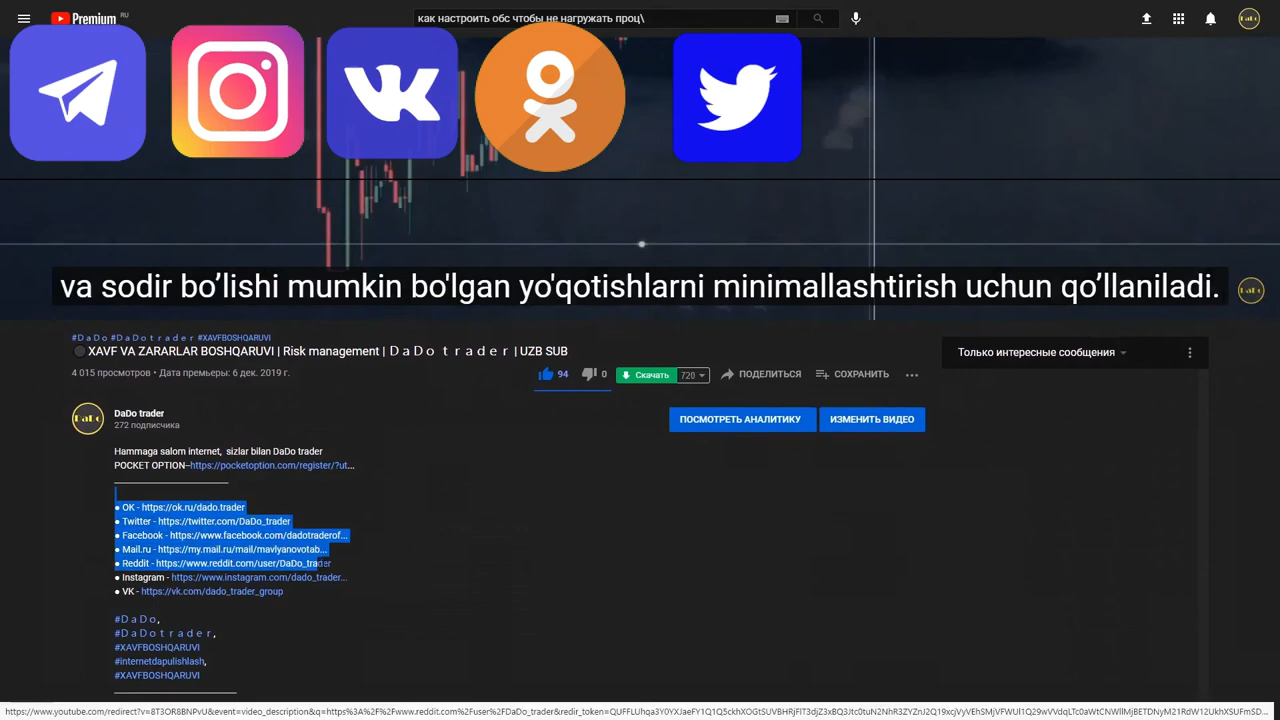 Premium RU
как настроить обс чтобы не нагружать проц\
va sodir bo’lishi mumkin bo'lgan yo'qotishlarni minimallashtirish uchun qo’llaniladi.
DaDo
#D a D o #D a D o t r a d e r #XAVFBOSHQARUVI
XAVF VA ZARARLAR BOSHQARUVI | Risk management | D a D o t r a d e r | UZB SUB
Только интересные сообщения
4 015 просмотров • Дата премьеры: 6 дек. 2019 г.
94
0
Скачать 720
ПОДЕЛИТЬСЯ
СОХРАНИТЬ
DaDo
DaDo trader
272 подписчика
ПОСМОТРЕТЬ АНАЛИТИКУ
ИЗМЕНИТЬ ВИДЕО
Hammaga salom internet, sizlar bilan DaDo trader
POCKET OPTION–https://pocketoption.com/register/?ut...
● OK - https://ok.ru/dado.trader
● Twitter - https://twitter.com/DaDo_trader
● Facebook - https://www.facebook.com/dadotraderof...
● Mail.ru - https://my.mail.ru/mail/mavlyanovotab...
● Reddit - https://www.reddit.com/user/DaDo_trader
● Instagram - https://www.instagram.com/dado_trader...
● VK - https://vk.com/dado_trader_group
#D a D o,
#D a D o t r a d e r,
#XAVFBOSHQARUVI
#internetdapulishlash,
#XAVFBOSHQARUVI